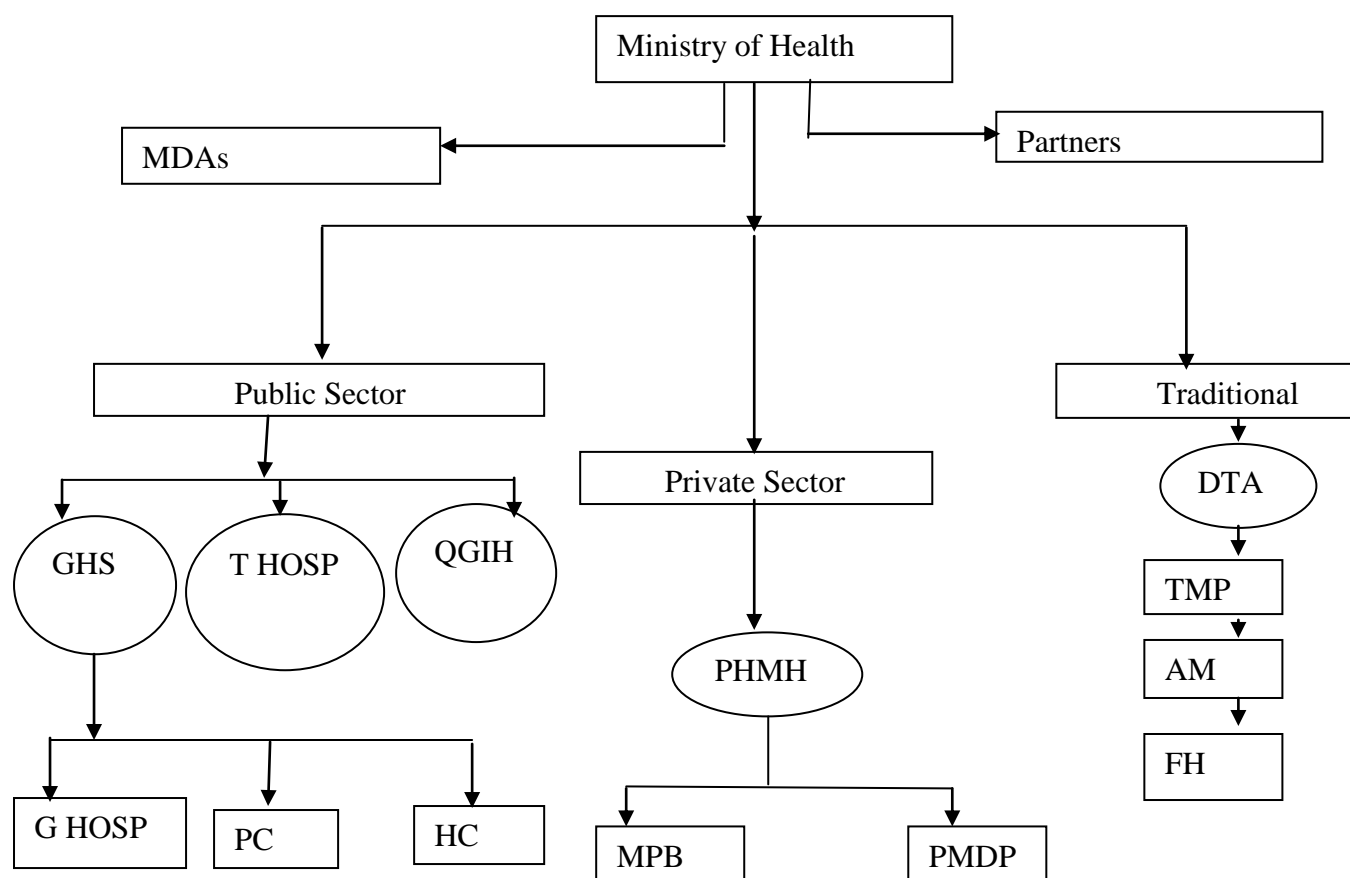 Ministry of Health
MDAs
Partners
Public Sector
Traditional
Private Sector
DTA
GHS
T HOSP
QGIH
TMP
PHMH
AM
FH
G HOSP
PC
HC
MPB
PMDP